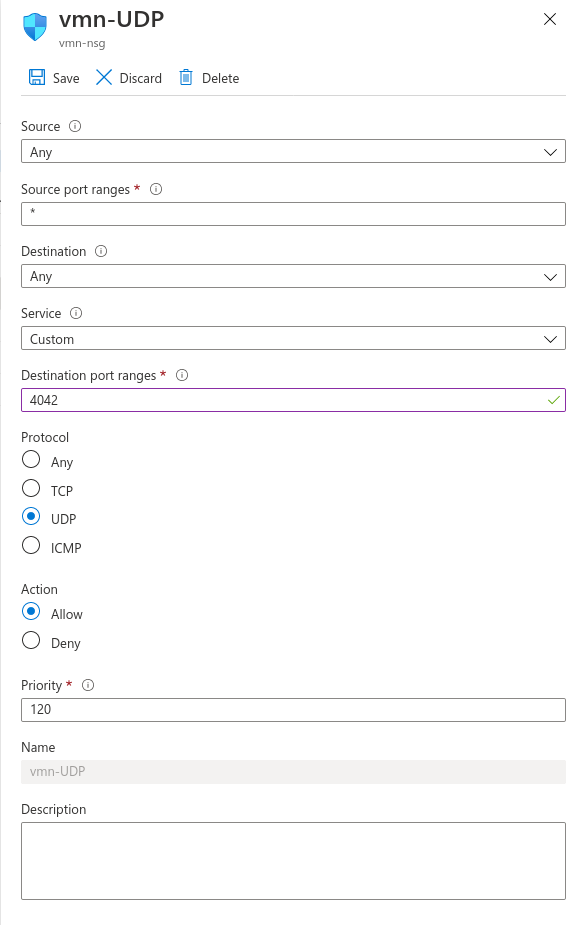 vmn-UDP
vmn-nsg
Save Discard Delete
Source
Any
Source port ranges *
*
Destination
Any
Service
Custom
Destination port ranges *
4042
Protocol
Any
TCP
UDP
ICMP
Action
Allow
Deny
Priority *
120
Name
vmn-UDP
Description